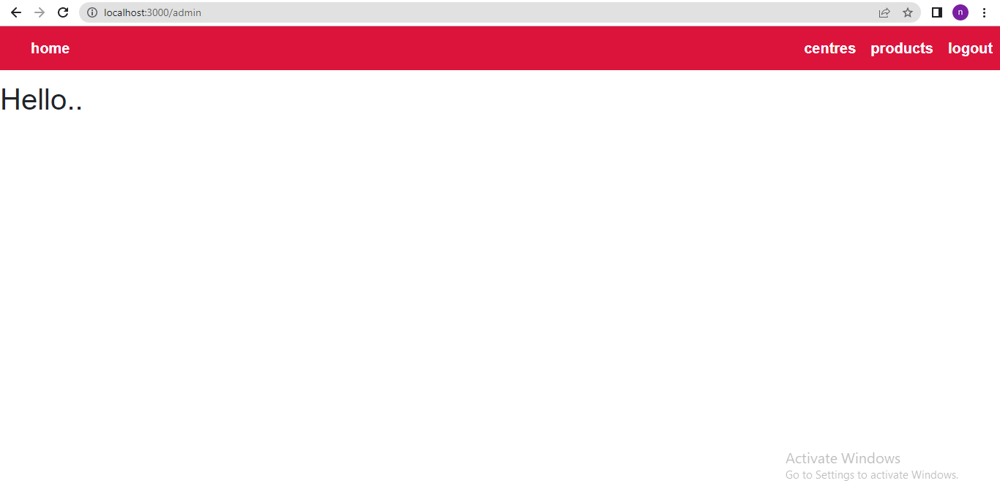 localhost:3000/admin
n
home centres products logout
Hello..
Activate Windows
Go to Settings to activate Windows.